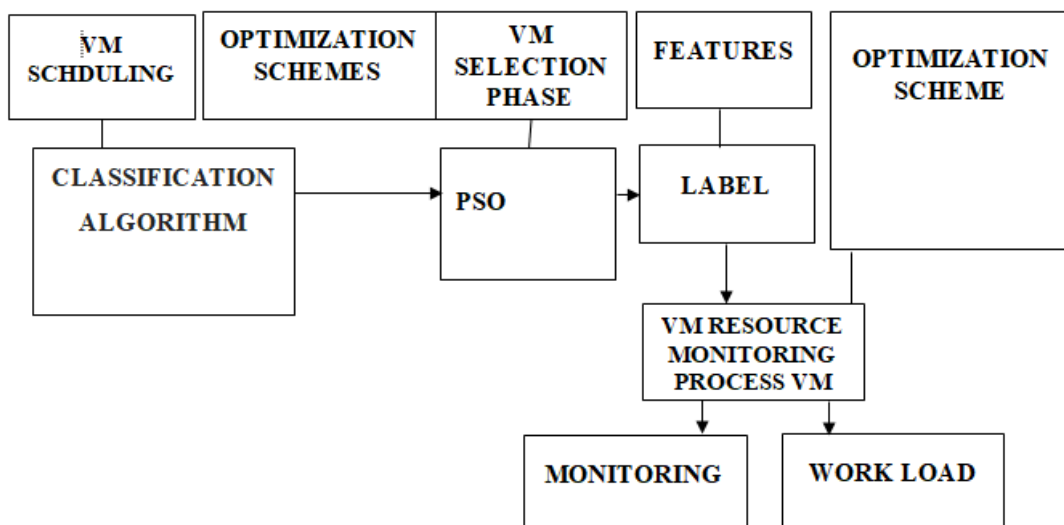 VM
SCHDULING
OPTIMIZATION
SCHEMES
VM
SELECTION
PHASE
FEATURES
OPTIMIZATION
SCHEME
CLASSIFICATION
ALGORITHM
PSO
LABEL
VM RESOURCE
MONITORING
PROCESS VM
MONITORING
WORK LOAD